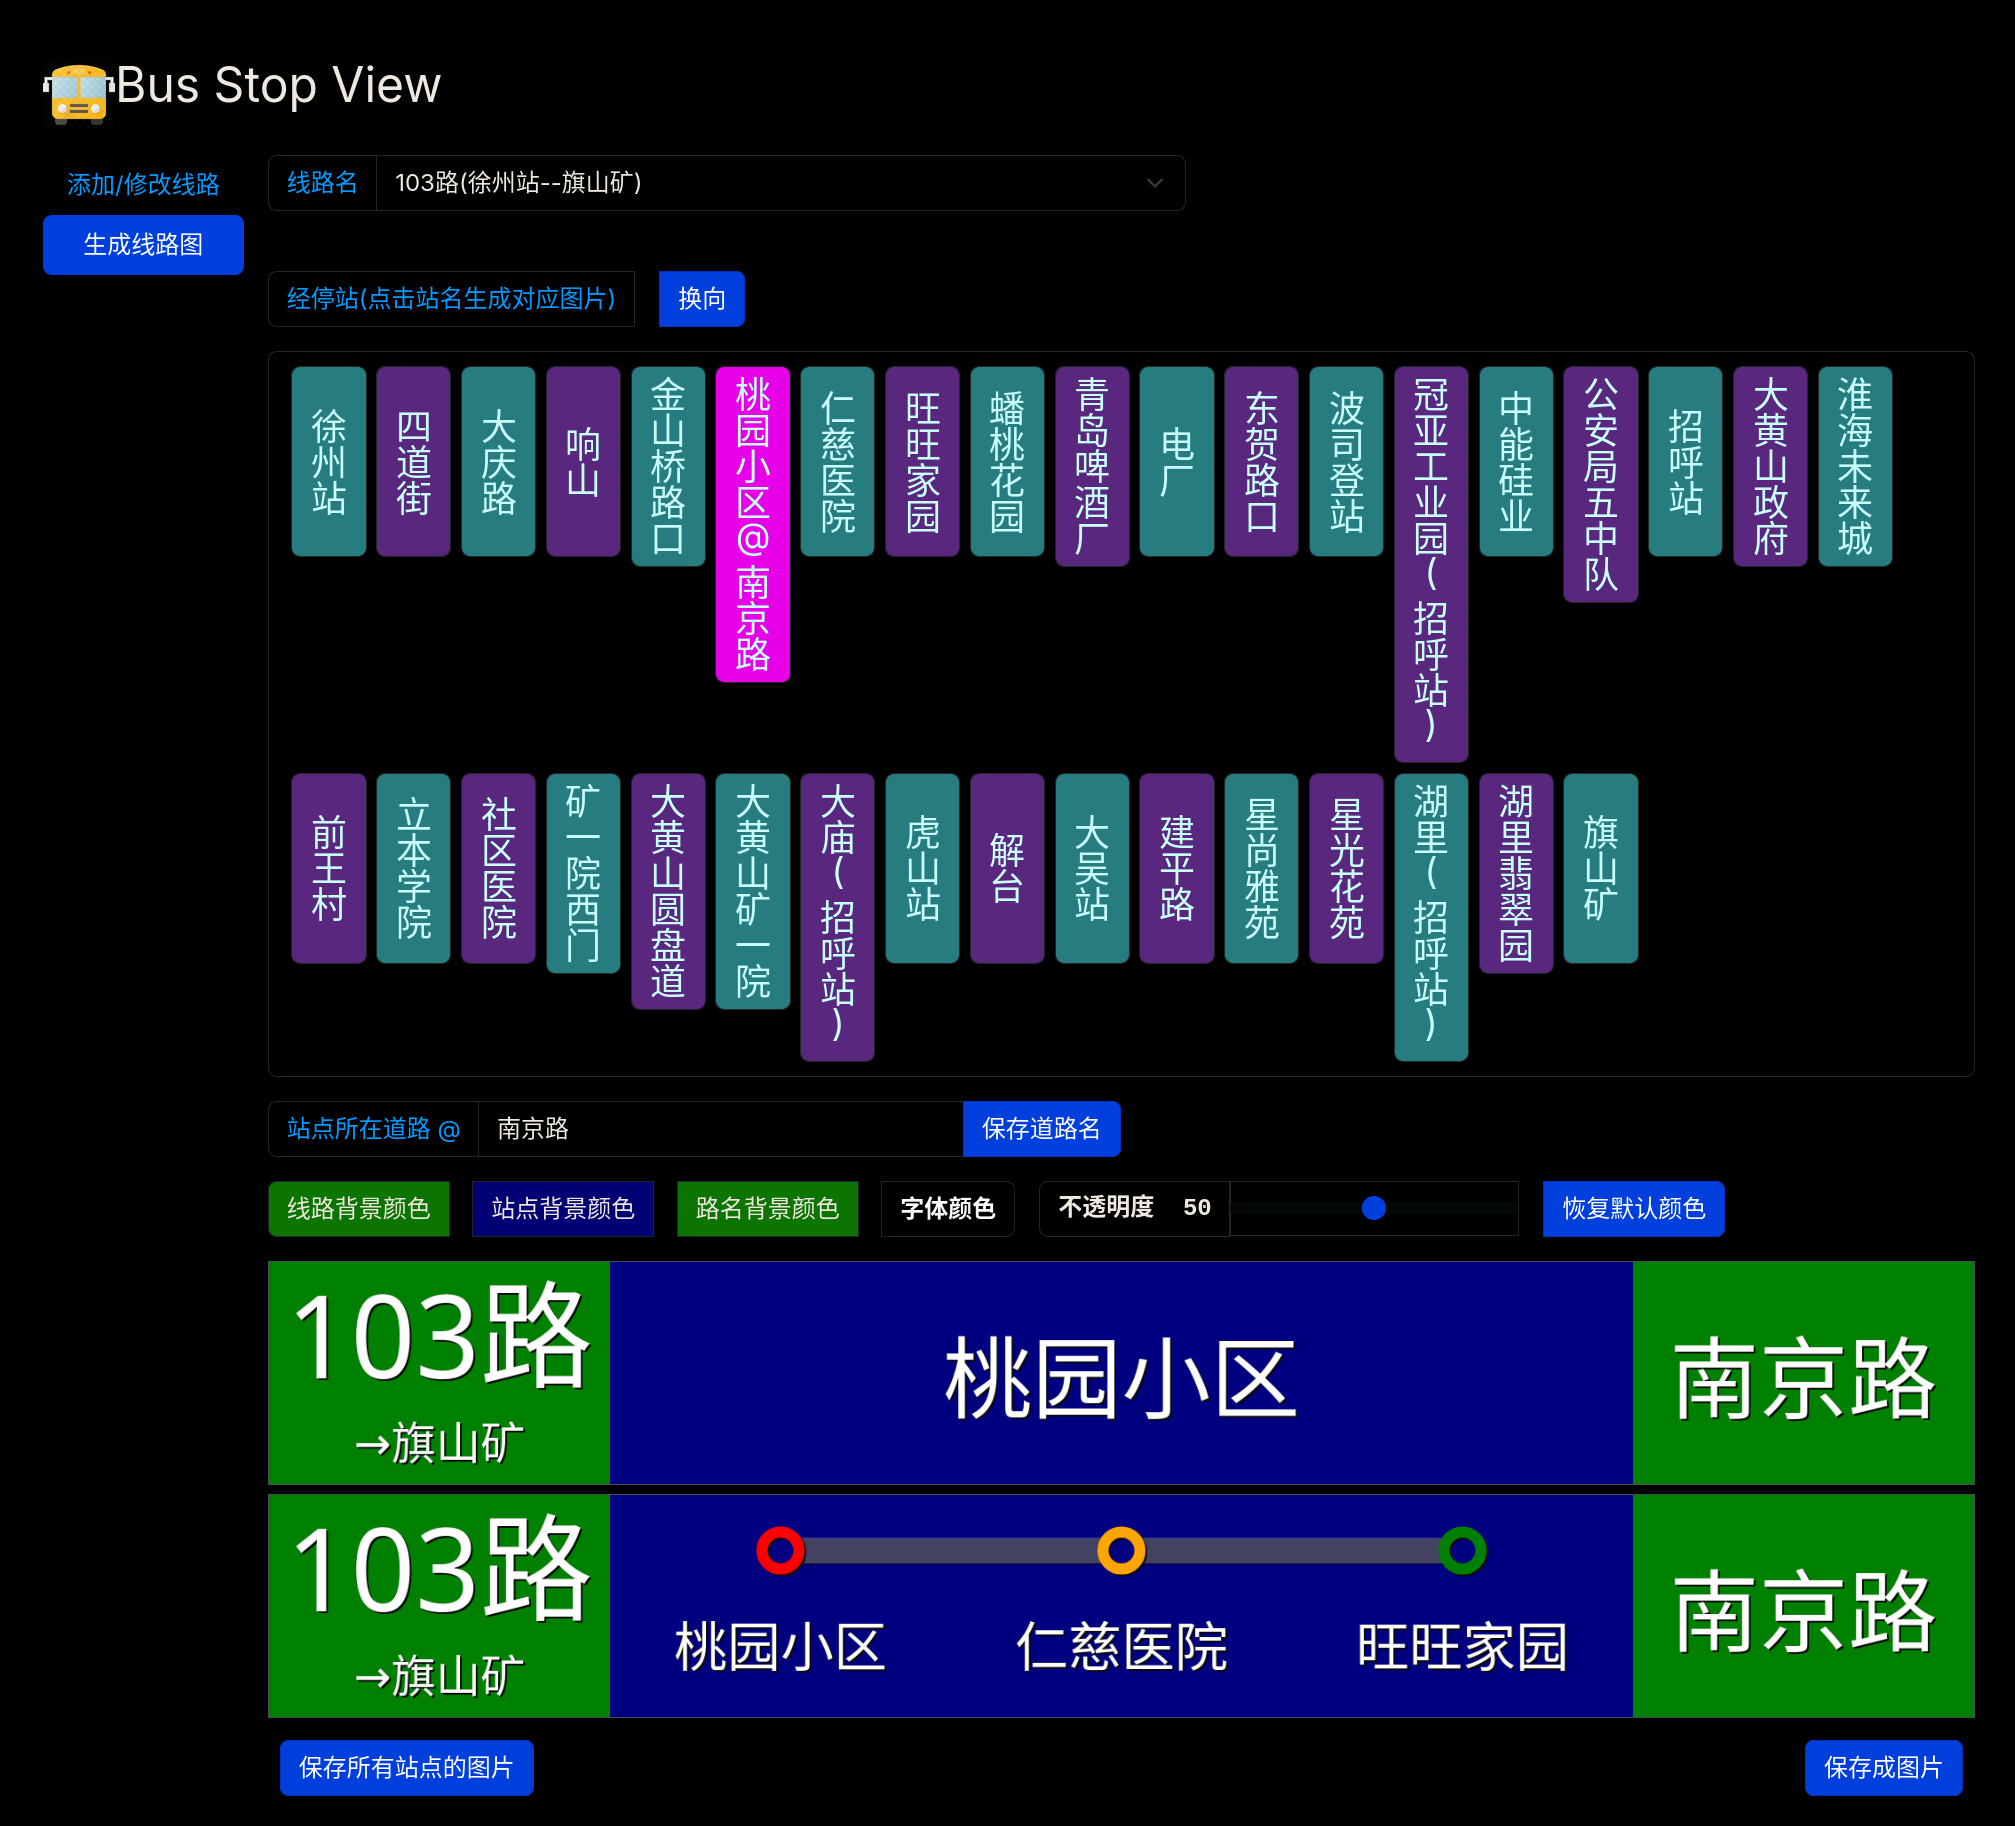 Bus Stop View
添加/修改线路
生成线路图
线路名
103路(徐州站--旗山矿)
经停站(点击站名生成对应图片)
换向
徐州站
四道街
大庆路
响山
金山桥路口
桃园小区@南京路
仁慈医院
旺旺家园
蟠桃花园
青岛啤酒厂
电厂
东贺路口
波司登站
冠亚工业园(招呼站)
中能硅业
公安局五中队
招呼站
大黄山政府
淮海未来城
前王村
立本学院
社区医院
矿一院西门
大黄山圆盘道
大黄山矿一院
大庙(招呼站)
虎山站
解台
大吴站
建平路
星尚雅苑
星光花苑
湖里(招呼站)
湖里翡翠园
旗山矿
站点所在道路 @
南京路
保存道路名
线路背景颜色
站点背景颜色
路名背景颜色
字体颜色
不透明度 50
恢复默认颜色
103路
→旗山矿
桃园小区
南京路
103路
→旗山矿
桃园小区
仁慈医院
旺旺家园
南京路
保存所有站点的图片
保存成图片